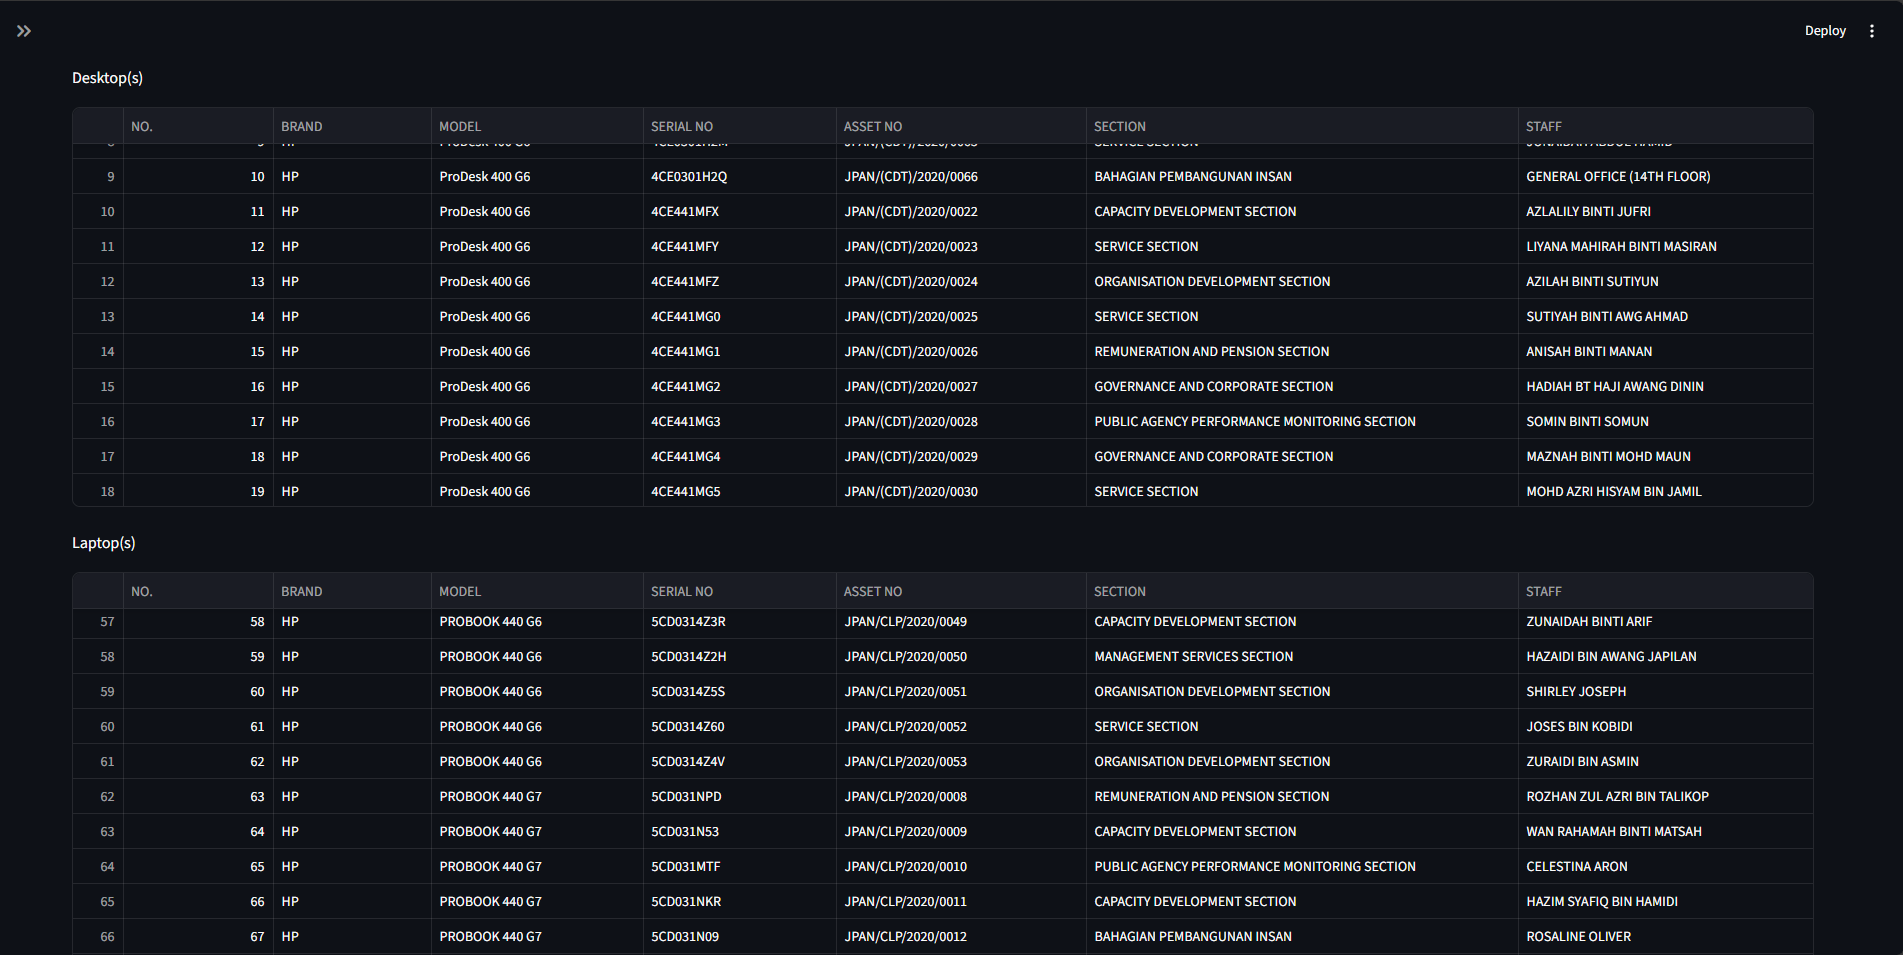 Deploy
Desktop(s)
NO. BRAND MODEL SERIAL NO ASSET NO SECTION STAFF
9 10 HP ProDesk 400 G6 4CE0301H2Q JPAN/(CDT)/2020/0066 BAHAGIAN PEMBANGUNAN INSAN GENERAL OFFICE (14TH FLOOR)
10 11 HP ProDesk 400 G6 4CE441MFX JPAN/(CDT)/2020/0022 CAPACITY DEVELOPMENT SECTION AZLALILY BINTI JUFRI
11 12 HP ProDesk 400 G6 4CE441MFY JPAN/(CDT)/2020/0023 SERVICE SECTION LIYANA MAHIRAH BINTI MASIRAN
12 13 HP ProDesk 400 G6 4CE441MFZ JPAN/(CDT)/2020/0024 ORGANISATION DEVELOPMENT SECTION AZILAH BINTI SUTIYUN
13 14 HP ProDesk 400 G6 4CE441MG0 JPAN/(CDT)/2020/0025 SERVICE SECTION SUTIYAH BINTI AWG AHMAD
14 15 HP ProDesk 400 G6 4CE441MG1 JPAN/(CDT)/2020/0026 REMUNERATION AND PENSION SECTION ANISAH BINTI MANAN
15 16 HP ProDesk 400 G6 4CE441MG2 JPAN/(CDT)/2020/0027 GOVERNANCE AND CORPORATE SECTION HADIAH BT HAJI AWANG DININ
16 17 HP ProDesk 400 G6 4CE441MG3 JPAN/(CDT)/2020/0028 PUBLIC AGENCY PERFORMANCE MONITORING SECTION SOMIN BINTI SOMUN
17 18 HP ProDesk 400 G6 4CE441MG4 JPAN/(CDT)/2020/0029 GOVERNANCE AND CORPORATE SECTION MAZNAH BINTI MOHD MAUN
18 19 HP ProDesk 400 G6 4CE441MG5 JPAN/(CDT)/2020/0030 SERVICE SECTION MOHD AZRI HISYAM BIN JAMIL
Laptop(s)
NO. BRAND MODEL SERIAL NO ASSET NO SECTION STAFF
57 58 HP PROBOOK 440 G6 5CD0314Z3R JPAN/CLP/2020/0049 CAPACITY DEVELOPMENT SECTION ZUNAIDAH BINTI ARIF
58 59 HP PROBOOK 440 G6 5CD0314Z2H JPAN/CLP/2020/0050 MANAGEMENT SERVICES SECTION HAZAIDI BIN AWANG JAPILAN
59 60 HP PROBOOK 440 G6 5CD0314Z5S JPAN/CLP/2020/0051 ORGANISATION DEVELOPMENT SECTION SHIRLEY JOSEPH
60 61 HP PROBOOK 440 G6 5CD0314Z60 JPAN/CLP/2020/0052 SERVICE SECTION JOSES BIN KOBIDI
61 62 HP PROBOOK 440 G6 5CD0314Z4V JPAN/CLP/2020/0053 ORGANISATION DEVELOPMENT SECTION ZURAIDI BIN ASMIN
62 63 HP PROBOOK 440 G7 5CD031NPD JPAN/CLP/2020/0008 REMUNERATION AND PENSION SECTION ROZHAN ZUL AZRI BIN TALIKOP
63 64 HP PROBOOK 440 G7 5CD031N53 JPAN/CLP/2020/0009 CAPACITY DEVELOPMENT SECTION WAN RAHAMAH BINTI MATSAH
64 65 HP PROBOOK 440 G7 5CD031MTF JPAN/CLP/2020/0010 PUBLIC AGENCY PERFORMANCE MONITORING SECTION CELESTINA ARON
65 66 HP PROBOOK 440 G7 5CD031NKR JPAN/CLP/2020/0011 CAPACITY DEVELOPMENT SECTION HAZIM SYAFIQ BIN HAMIDI
66 67 HP PROBOOK 440 G7 5CD031N09 JPAN/CLP/2020/0012 BAHAGIAN PEMBANGUNAN INSAN ROSALINE OLIVER